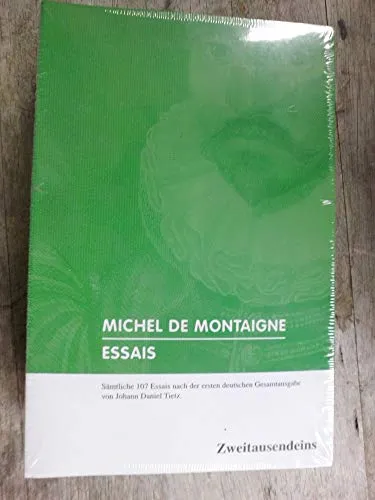 MICHEL DE MONTAIGNE
ESSAIS
Sämtliche 107 Essais nach der ersten deutschen Gesamtausgabe
von Johann Daniel Tietz.
Zweitausendeins